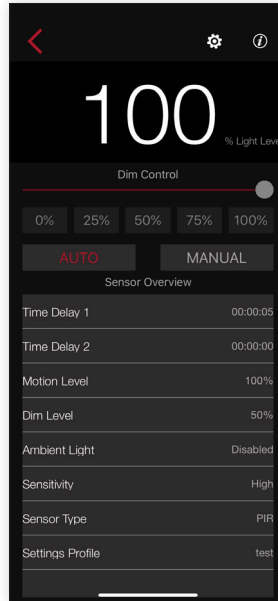 100
% Light Leve
Dim Control
0% 25% 50% 75% 100%
AUTO MANUAL
Sensor Overview
Time Delay 1 00:00:05
Time Delay 2 00:00:00
Motion Level 100%
Dim Level 50%
Ambient Light Disabled
Sensitivity High
Sensor Type PIR
Settings Profile test